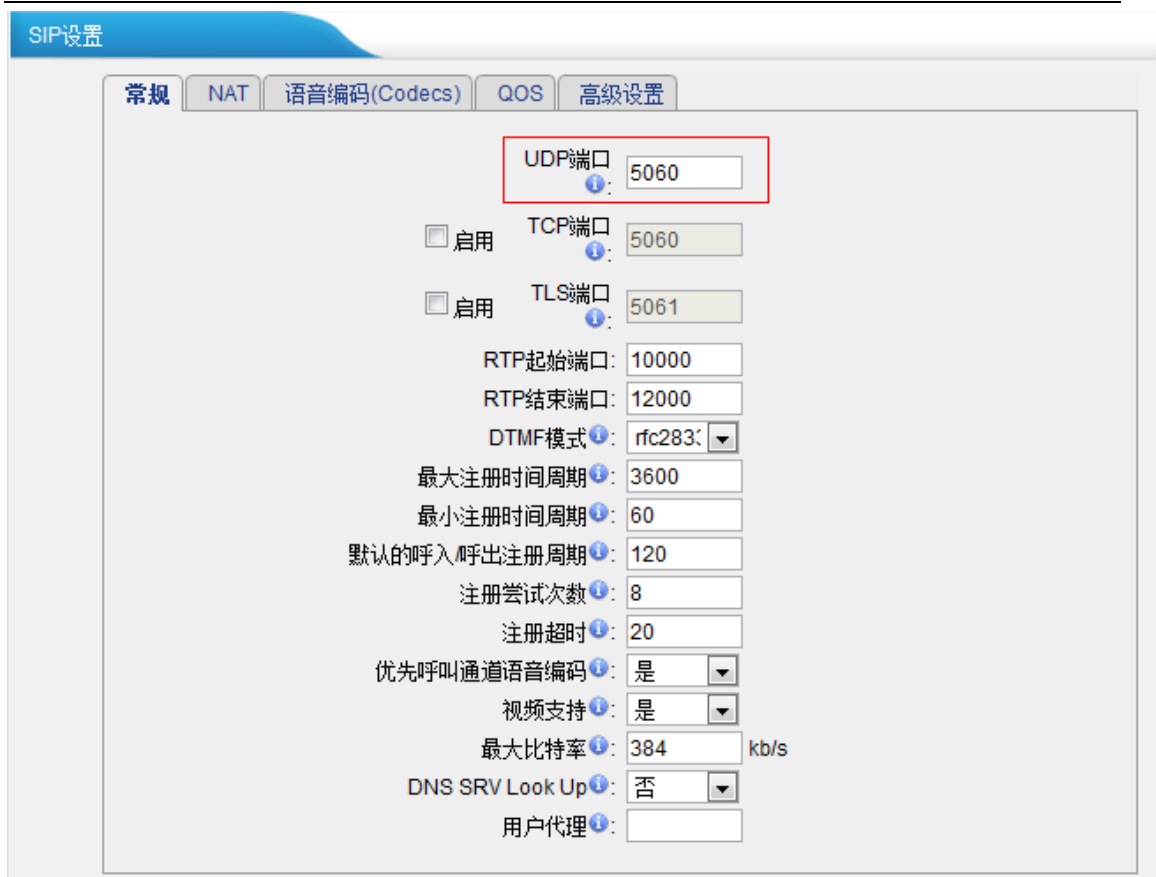 SIP设置
常规 NAT 语音编码(Codecs) QOS 高级设置
UDP端口
: 5060
启用 TCP端口
: 5060
启用 TLS端口
: 5061
RTP起始端口: 10000
RTP结束端口: 12000
DTMF模式: rfc2833
最大注册时间周期: 3600
最小注册时间周期: 60
默认的呼入/呼出注册周期: 120
注册尝试次数: 8
注册超时: 20
优先呼叫通道语音编码: 是
视频支持: 是
最大比特率: 384 kb/s
DNS SRV Look Up: 否
用户代理: